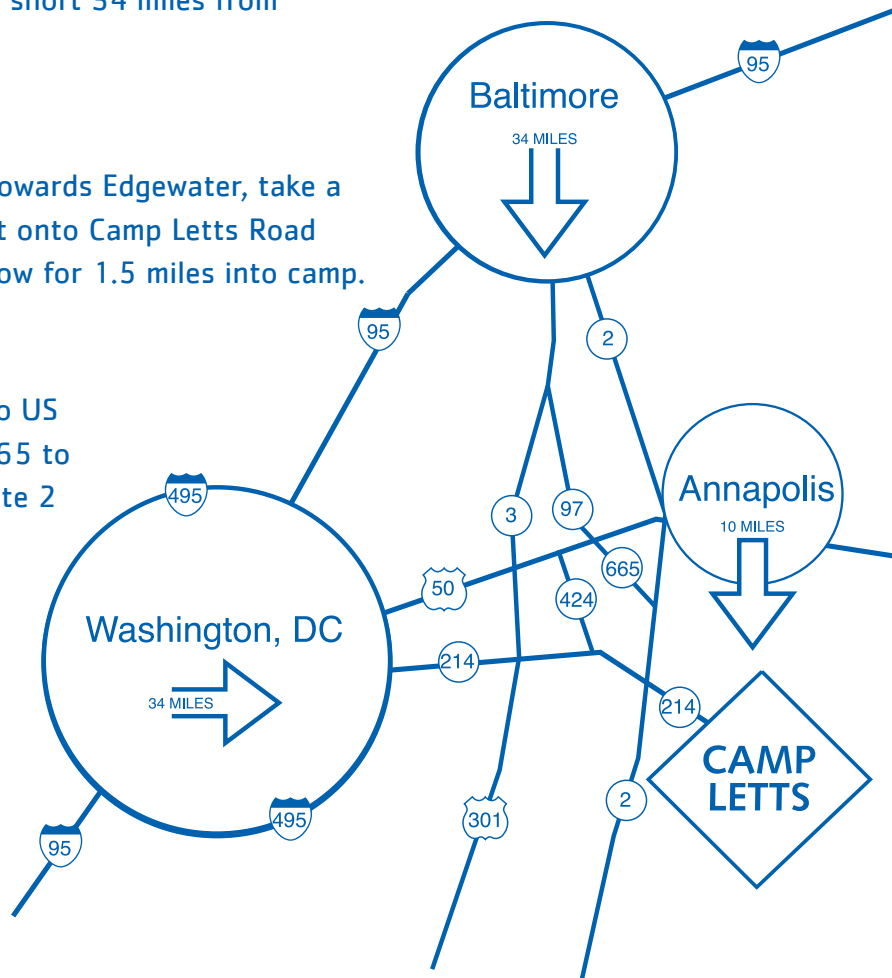 short 34 miles from
95
Baltimore
34 MILES
owards Edgewater, take a
t onto Camp Letts Road
ow for 1.5 miles into camp.
95
2
o US
65 to
te 2
495
Annapolis
10 MILES
3
97
50
665
424
Washington, DC
214
34 MILES
214
CAMP
LETTS
2
301
495
95